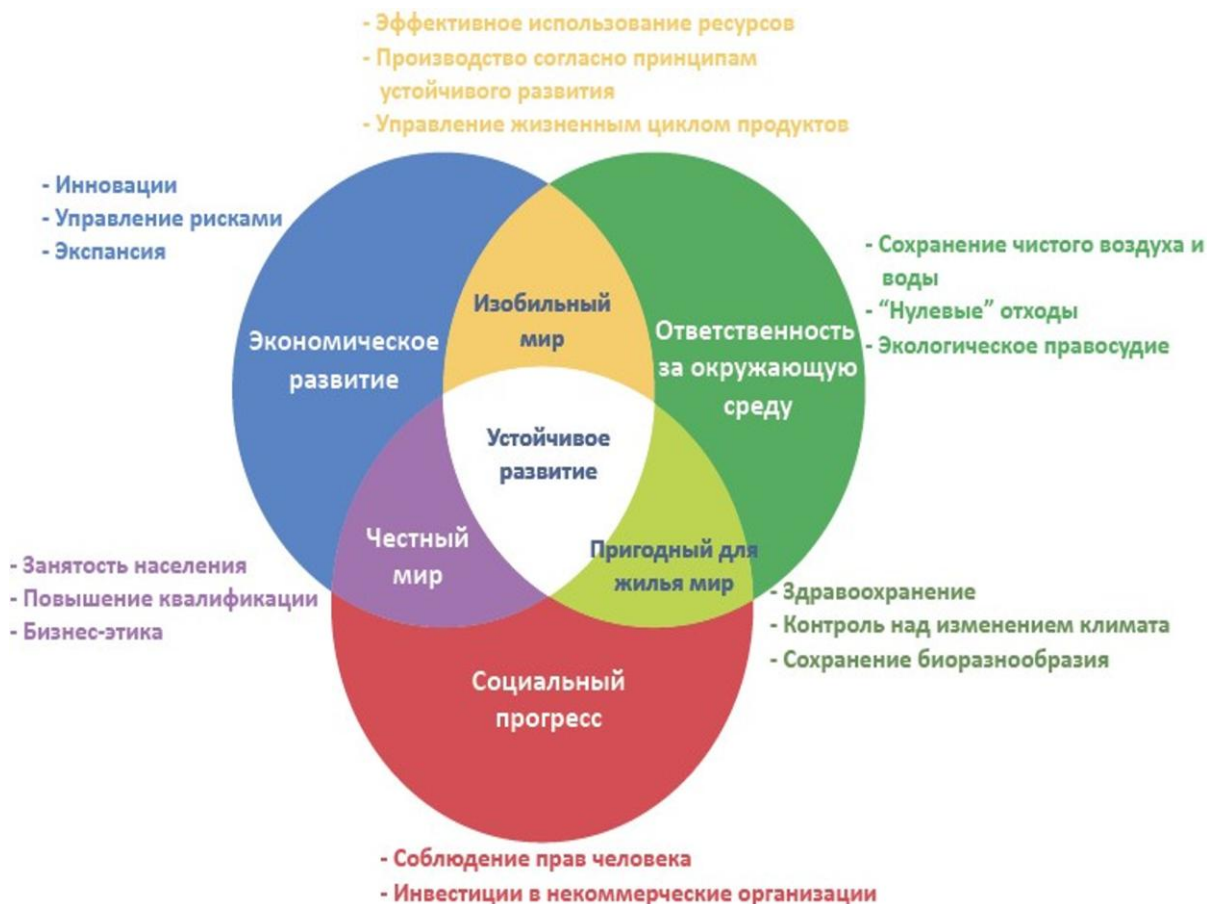 - Эффективное использование ресурсов
- Производство согласно принципам
устойчивого развития
- Управление жизненным циклом продуктов
- Инновации
- Управление рисками
- Экспансия
- Сохранение чистого воздуха и
воды
- “Нулевые” отходы
- Экологическое правосудие
Изобильный
мир
Экономическое
развитие
Ответственность
за окружающую
среду
Устойчивое
развитие
Честный
мир
Пригодный для
жилья мир
- Занятость населения
- Повышение квалификации
- Бизнес-этика
- Здравоохранение
- Контроль над изменением климата
- Сохранение биоразнообразия
Социальный
прогресс
- Соблюдение прав человека
- Инвестиции в некоммерческие организации